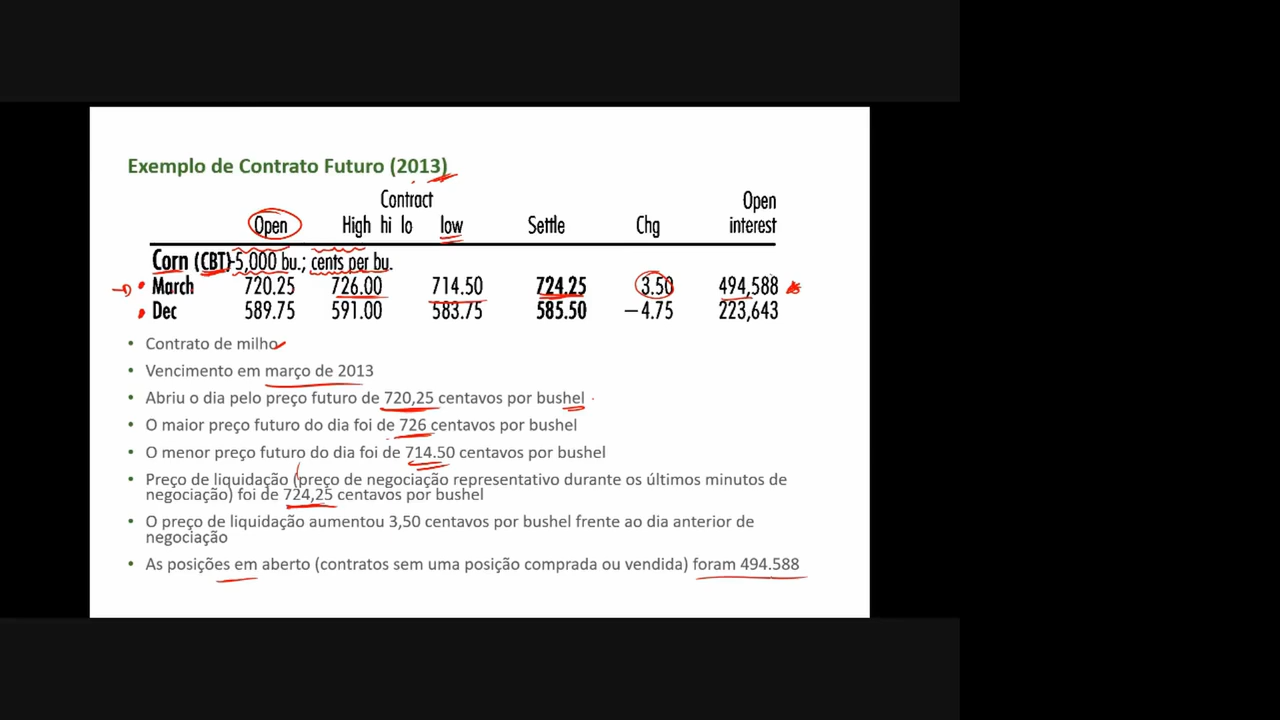 Exemplo de Contrato Futuro (2013)
Contract
Open
Open High hi lo low Settle Chg interest
Corn (CBT)-5,000 bu.; cents per bu.
March 720.25 726.00 714.50 724.25 3.50 494,588
Dec 589.75 591.00 583.75 585.50 −4.75 223,643
• Contrato de milho
• Vencimento em março de 2013
• Abriu o dia pelo preço futuro de 720,25 centavos por bushel
• O maior preço futuro do dia foi de 726 centavos por bushel
• O menor preço futuro do dia foi de 714.50 centavos por bushel
• Preço de liquidação (preço de negociação representativo durante os últimos minutos de
negociação) foi de 724,25 centavos por bushel
• O preço de liquidação aumentou 3,50 centavos por bushel frente ao dia anterior de
negociação
• As posições em aberto (contratos sem uma posição comprada ou vendida) foram 494.588